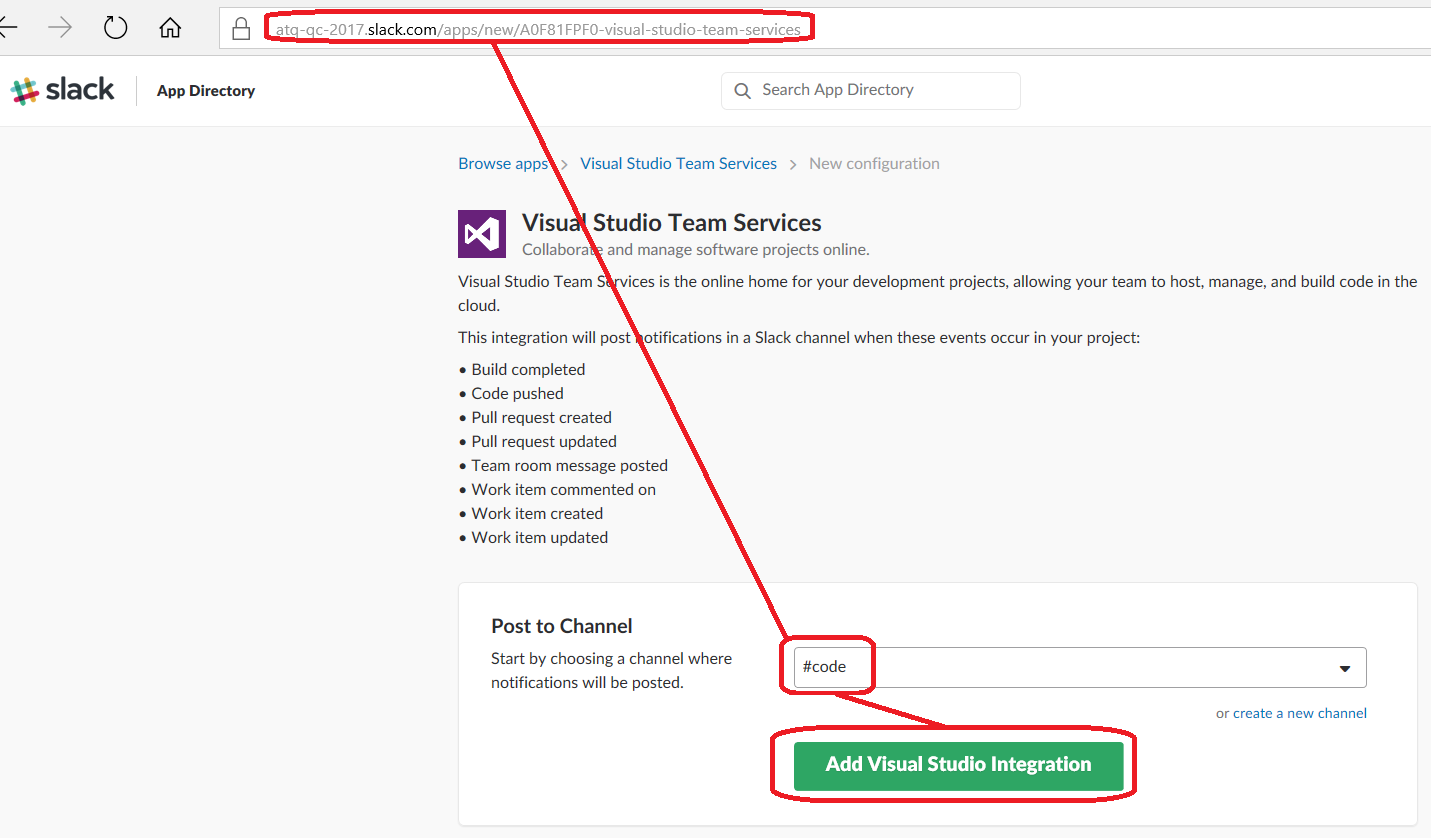 atq-qc-2017.slack.com/apps/new/A0F81FPF0-visual-studio-team-services
slack
App Directory
Search App Directory
Browse apps > Visual Studio Team Services > New configuration
Visual Studio Team Services
Collaborate and manage software projects online.
Visual Studio Team Services is the online home for your development projects, allowing your team to host, manage, and build code in the
cloud.
This integration will post notifications in a Slack channel when these events occur in your project:
• Build completed
• Code pushed
• Pull request created
• Pull request updated
• Team room message posted
• Work item commented on
• Work item created
• Work item updated
Post to Channel
Start by choosing a channel where
notifications will be posted.
#code
or create a new channel
Add Visual Studio Integration